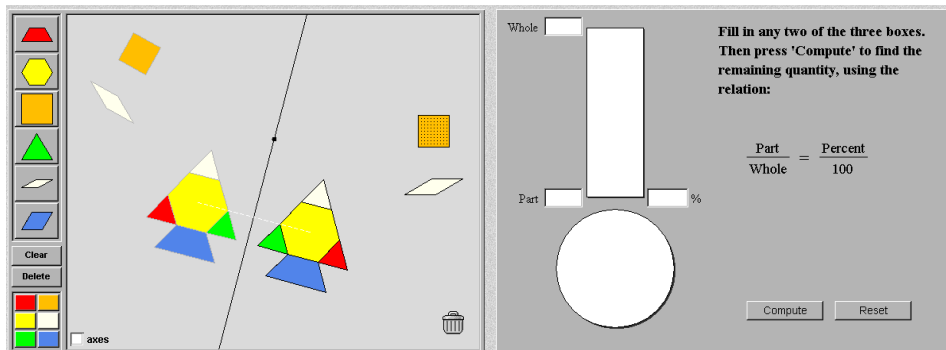 Clear
Delete
axes
Whole
Part
%
Fill in any two of the three boxes.
Then press 'Compute' to find the
remaining quantity, using the
relation:
Part Percent
=
Whole 100
Compute Reset